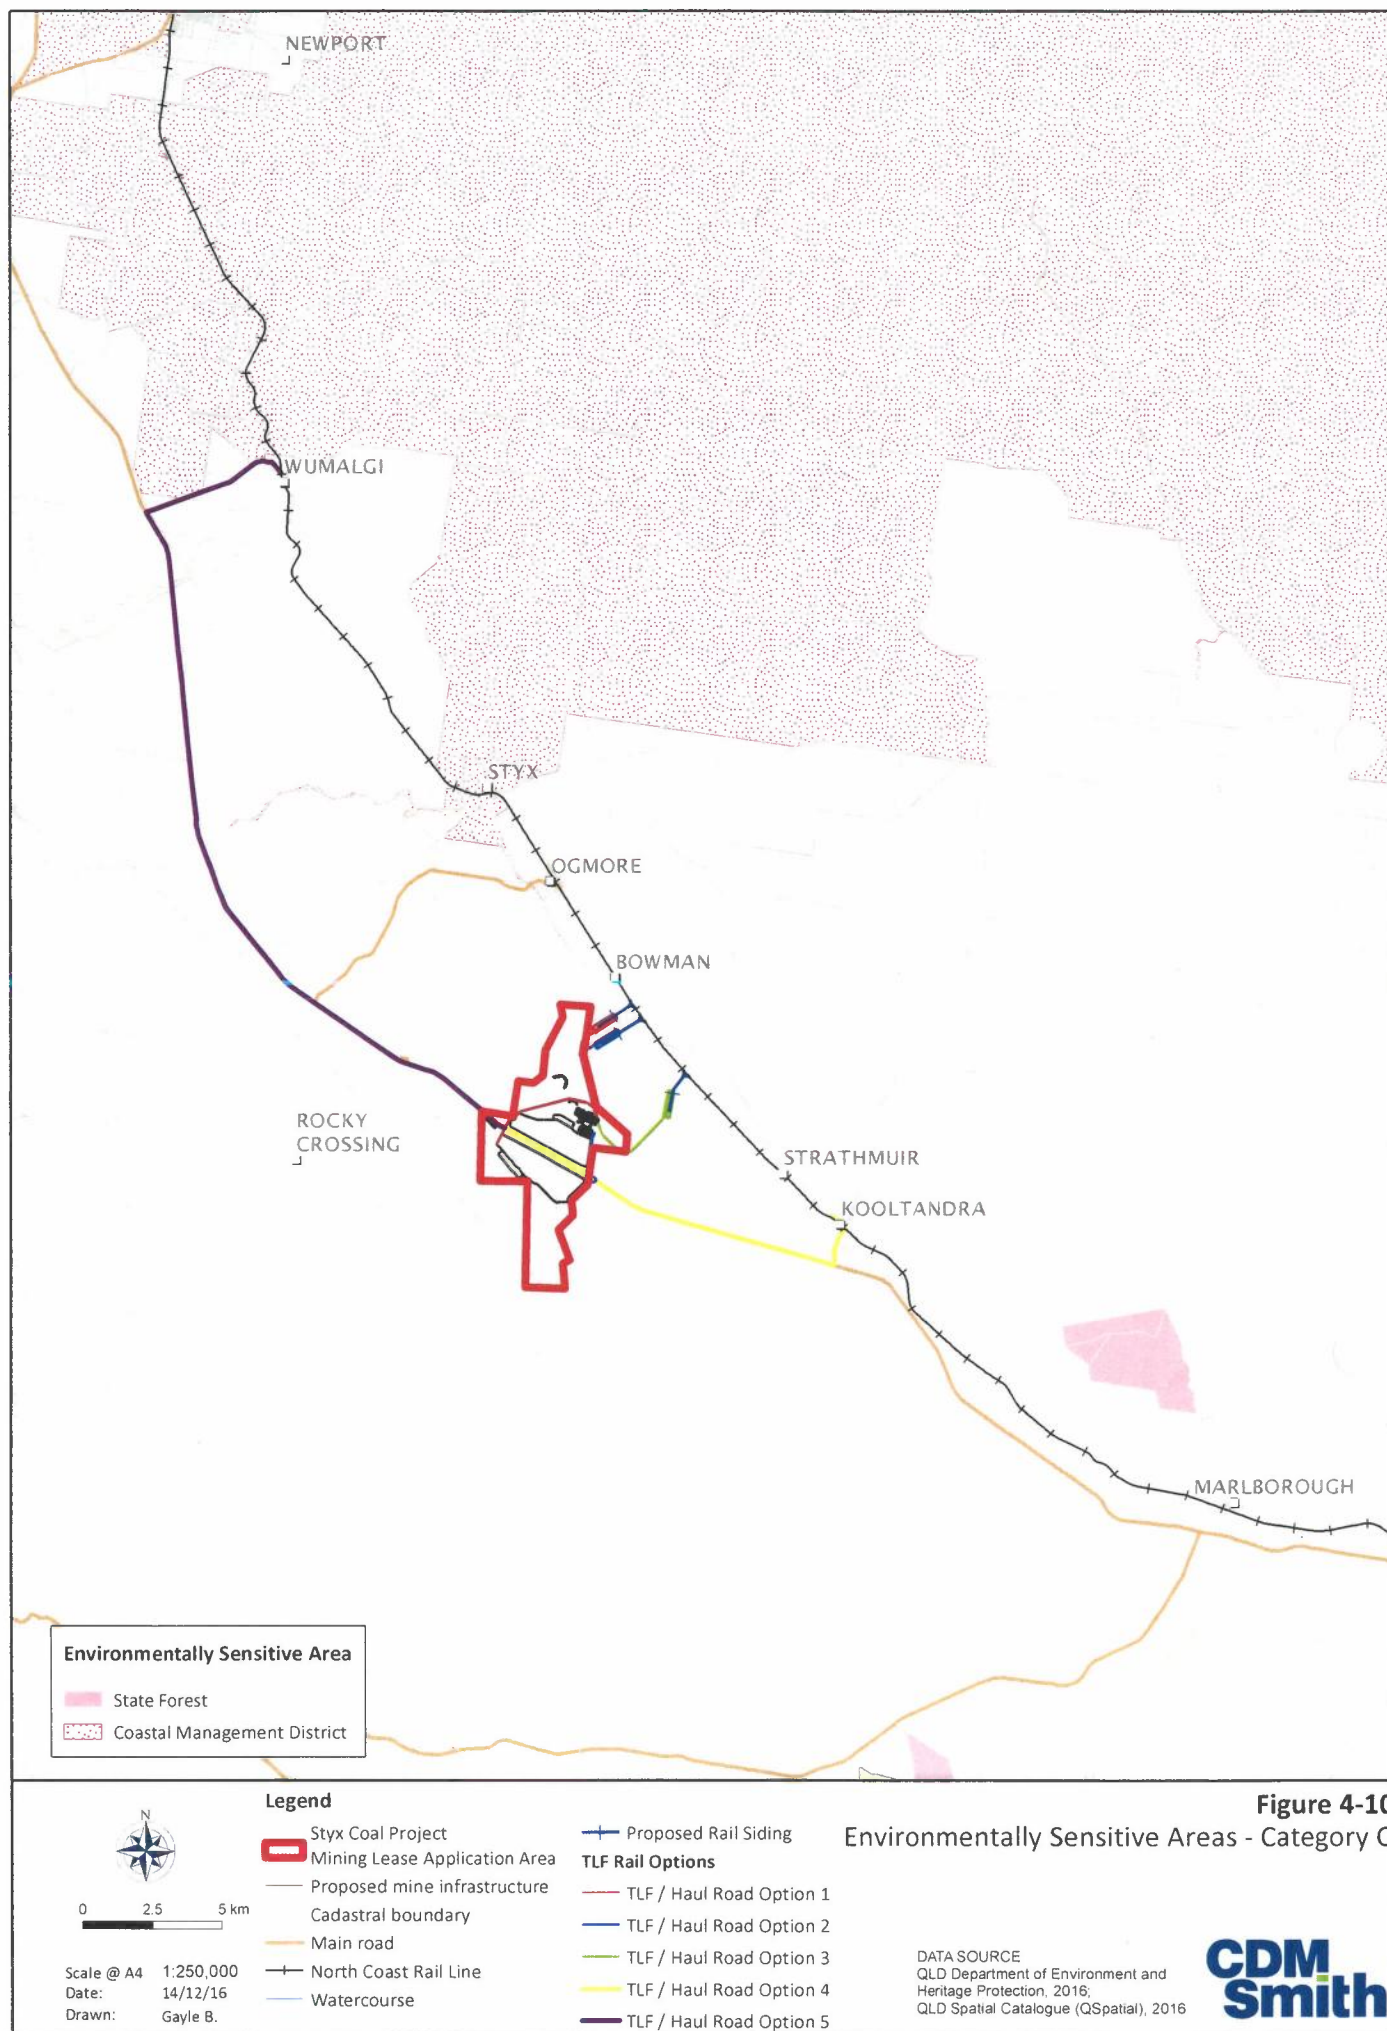 NEWPORT
WUMALGI
STYX
OGMORE
BOWMAN
ROCKY
CROSSING
STRATHMUIR
KOOLTANDRA
MARLBOROUGH
Environmentally Sensitive Area
State Forest
Coastal Management District
N
0 2.5 5 km
Scale @ A4 1:250,000
Date: 14/12/16
Drawn: Gayle B.
Legend
Styx Coal Project
Mining Lease Application Area
Proposed mine infrastructure
Cadastral boundary
Main road
North Coast Rail Line
Watercourse
Proposed Rail Siding
TLF Rail Options
TLF / Haul Road Option 1
TLF / Haul Road Option 2
TLF / Haul Road Option 3
TLF / Haul Road Option 4
TLF / Haul Road Option 5
Figure 4-10
Environmentally Sensitive Areas - Category C
DATA SOURCE
QLD Department of Environment and
Heritage Protection, 2016;
QLD Spatial Catalogue (QSpatial), 2016
CDM
Smith